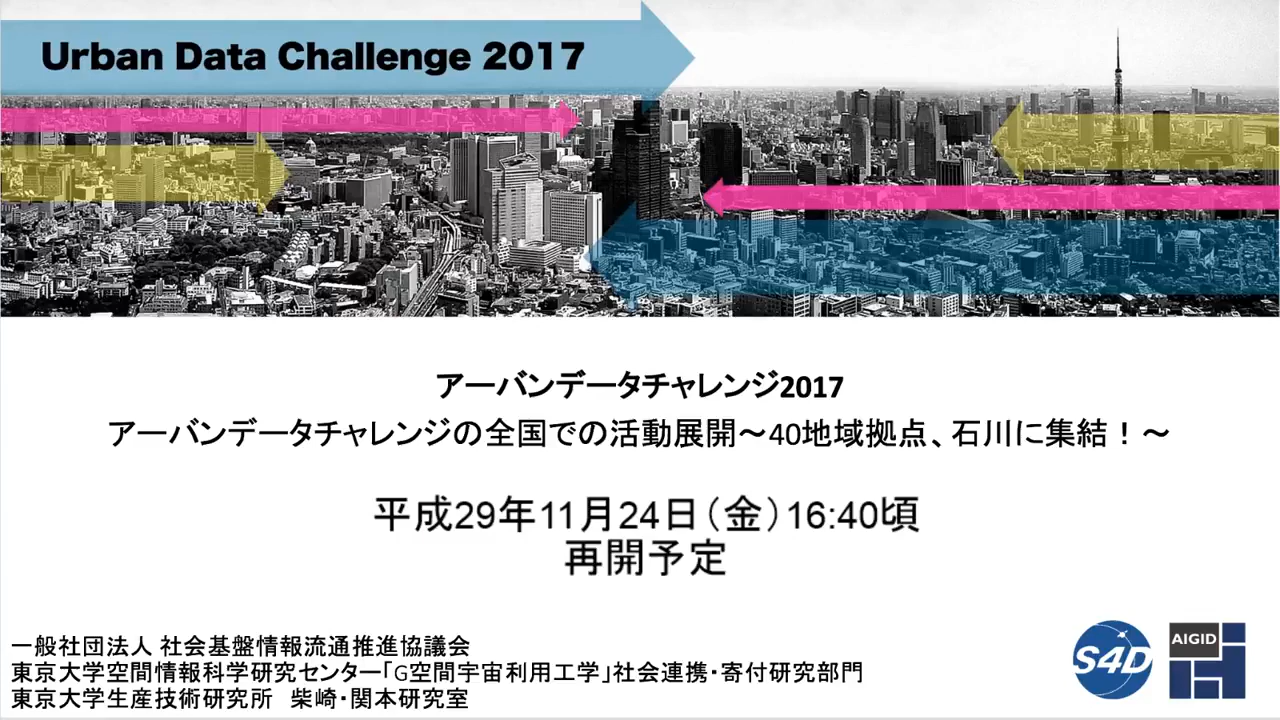 Urban Data Challenge 2017
アーバンデータチャレンジ2017
アーバンデータチャレンジの全国での活動展開~40地域拠点、石川に集結！~
平成29年11月24日（金）16:40頃
再開予定
一般社団法人 社会基盤情報流通推進協議会
東京大学空間情報科学研究センター「G空間宇宙利用工学」社会連携・寄付研究部門
東京大学生産技術研究所　柴崎・関本研究室
S4D
AIGID